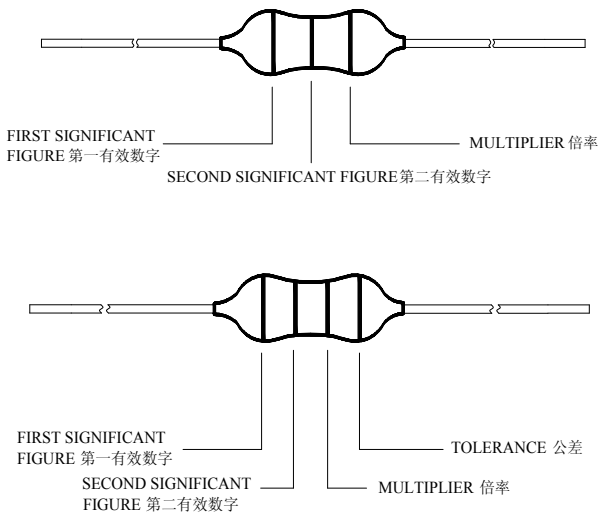 FIRST SIGNIFICANT
FIGURE 第一有效数字
MULTIPLIER 倍率
SECOND SIGNIFICANT FIGURE第二有效数字
FIRST SIGNIFICANT
FIGURE 第一有效数字
TOLERANCE 公差
SECOND SIGNIFICANT
FIGURE 第二有效数字
MULTIPLIER 倍率